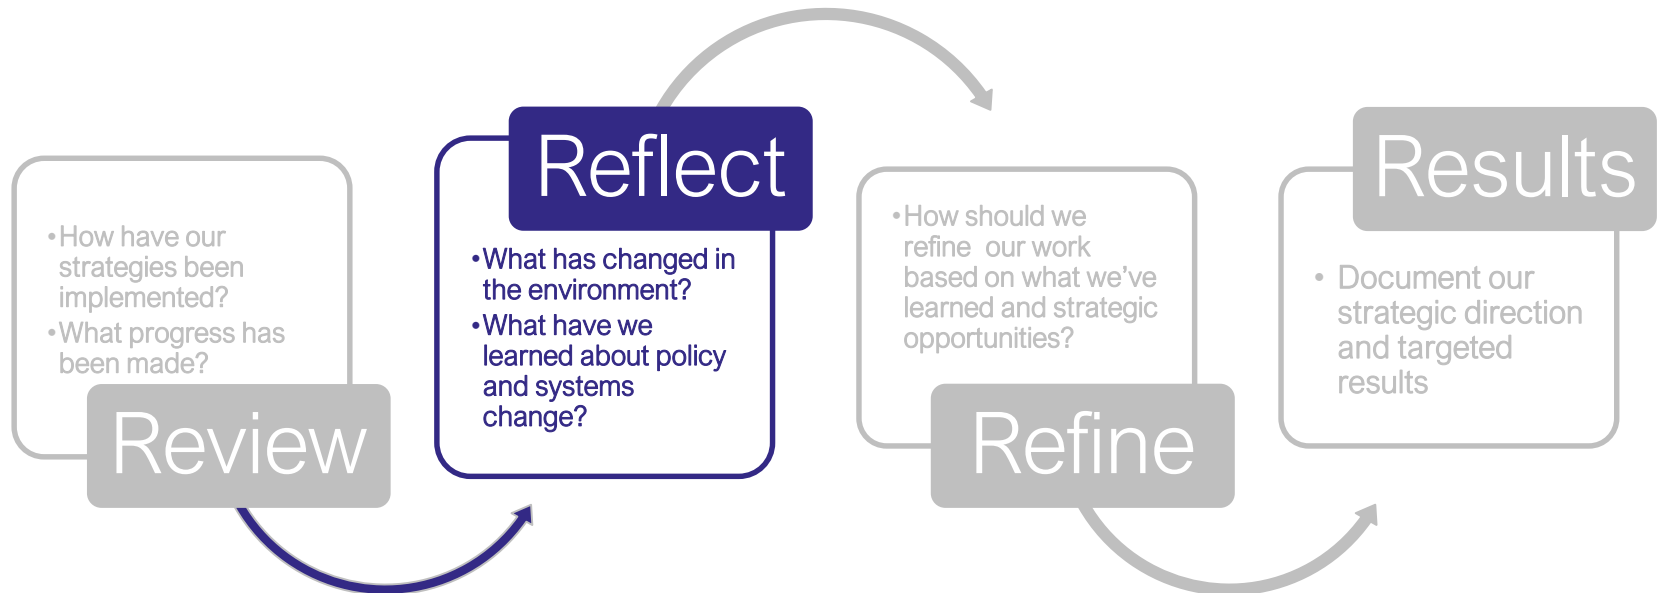 •How have our
strategies been
implemented?
•What progress has
been made?
Review
Reflect
•What has changed in
the environment?
•What have we
learned about policy
and systems
change?
•How should we
refine  our work
based on what we’ve
learned and strategic
opportunities?
Refine
Results
• Document our
strategic direction
and targeted
results